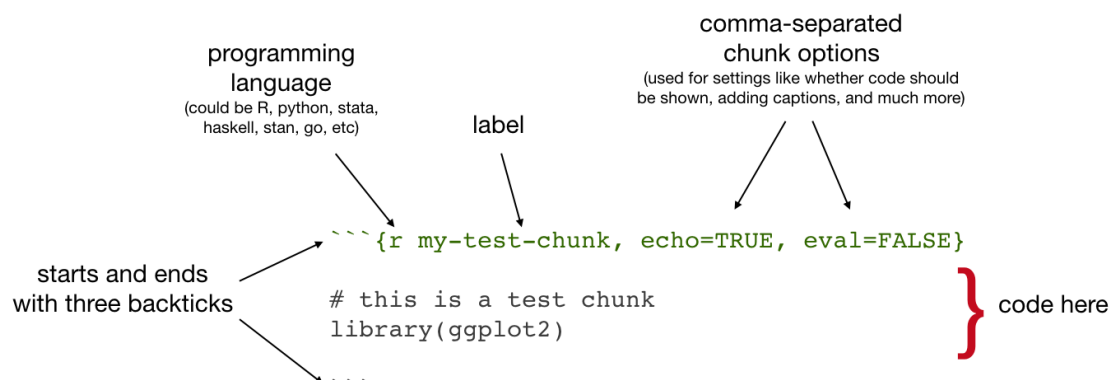 comma-separated
chunk options
(used for settings like whether code should
be shown, adding captions, and much more)
programming
language
(could be R, python, stata,
haskell, stan, go, etc)
label
```{r my-test-chunk, echo=TRUE, eval=FALSE}
starts and ends
with three backticks
# this is a test chunk
library(ggplot2)
code here
```